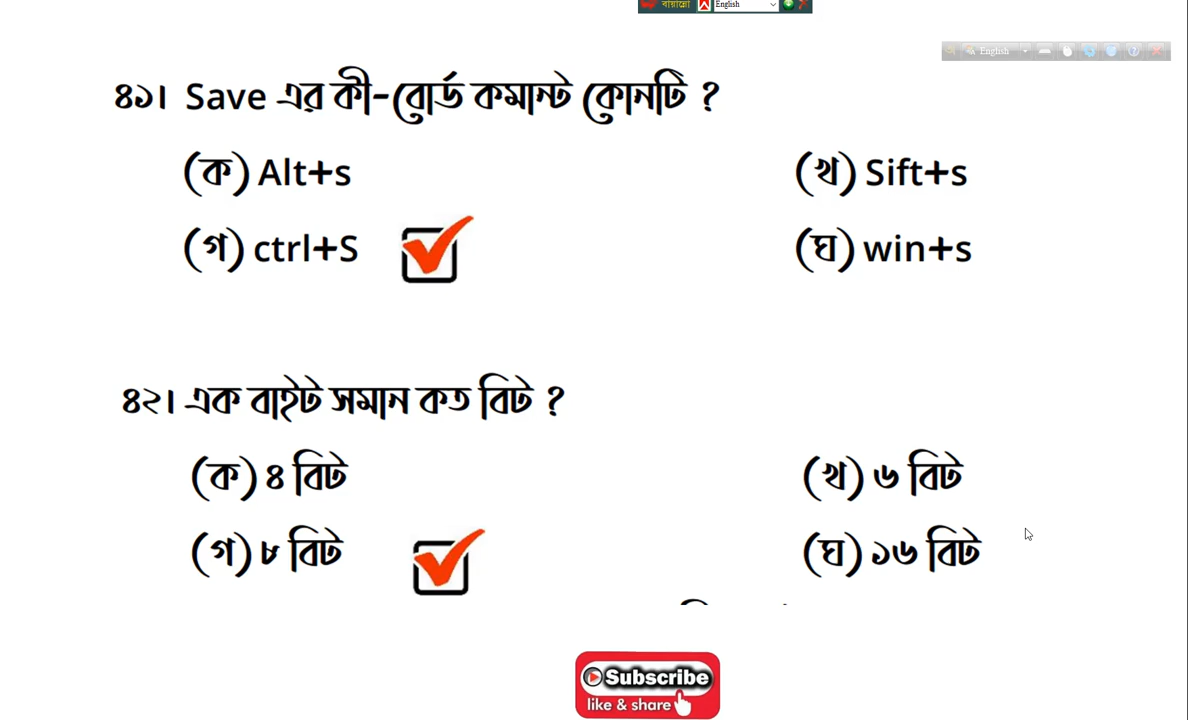 বায়ান্নো English
English
৪১। Save এর কী-বোর্ড কমান্ট কোনটি ?
(ক) Alt+s (খ) Sift+s
(গ) ctrl+S (ঘ) win+s
৪২। এক বাইট সমান কত বিট ?
(ক) ৪ বিট (খ) ৬ বিট
(গ) ৮ বিট (ঘ) ১৬ বিট
Subscribe
like & share